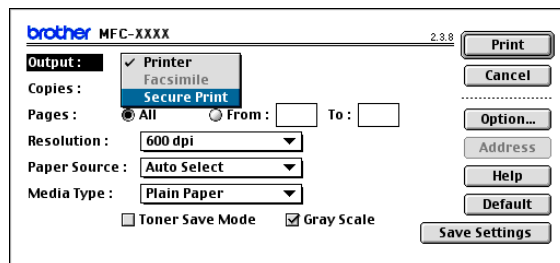 brother MFC-XXXX 2.3.8
Print
Output : ✓ Printer
Facsimile
Secure Print
Cancel
Copies :
Pages : All From : To :
Option...
Resolution : 600 dpi
Address
Paper Source : Auto Select
Help
Media Type : Plain Paper
Default
Toner Save Mode Gray Scale
Save Settings